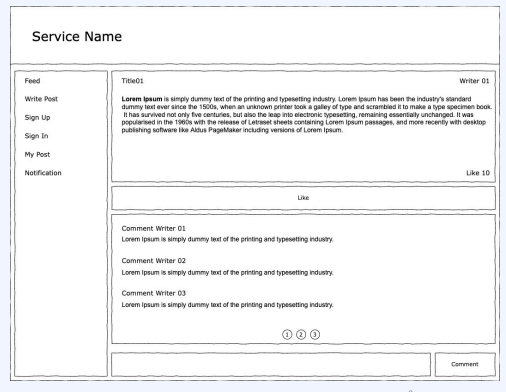 Service Name
Feed
Write Post
Sign Up
Sign In
My Post
Notification
Title01 Writer 01
Lorem Ipsum is simply dummy text of the printing and typesetting industry. Lorem Ipsum has been the industry's standard
dummy text ever since the 1500s, when an unknown printer took a galley of type and scrambled it to make a type specimen book.
It has survived not only five centuries, but also the leap into electronic typesetting, remaining essentially unchanged. It was
popularised in the 1960s with the release of Letraset sheets containing Lorem Ipsum passages, and more recently with desktop
publishing software like Aldus PageMaker including versions of Lorem Ipsum.
Like 10
Like
Comment Writer 01
Lorem Ipsum is simply dummy text of the printing and typesetting industry.
Comment Writer 02
Lorem Ipsum is simply dummy text of the printing and typesetting industry.
Comment Writer 03
Lorem Ipsum is simply dummy text of the printing and typesetting industry.
1 2 3
Comment